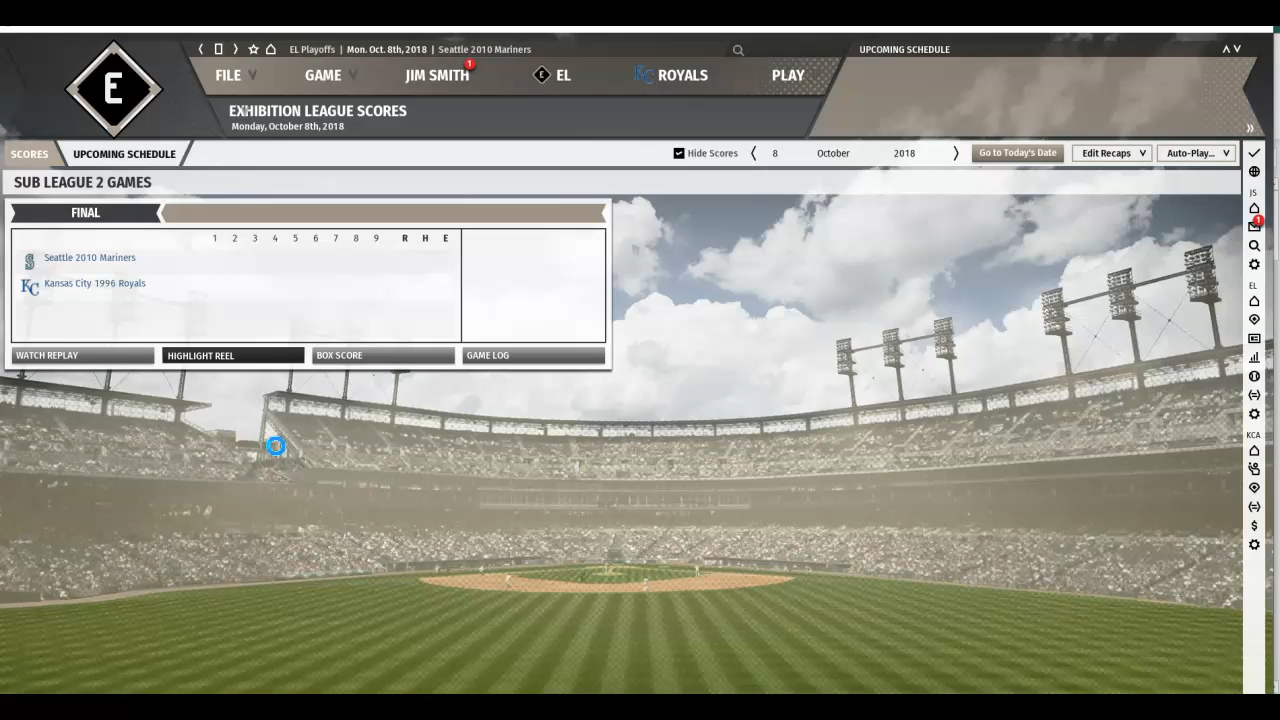 EL Playoffs | Mon. Oct. 8th, 2018 | Seattle 2010 Mariners
UPCOMING SCHEDULE
FILE GAME JIM SMITH 1 E EL KC ROYALS PLAY
E
EXHIBITION LEAGUE SCORES
Monday, October 8th, 2018
SCORES UPCOMING SCHEDULE Hide Scores 8 October 2018 Go to Today's Date Edit Recaps Auto-Play...
SUB LEAGUE 2 GAMES
FINAL
1 2 3 4 5 6 7 8 9 R H E
S Seattle 2010 Mariners
KC Kansas City 1996 Royals
WATCH REPLAY HIGHLIGHT REEL BOX SCORE GAME LOG
JS
1
EL
KCA
$